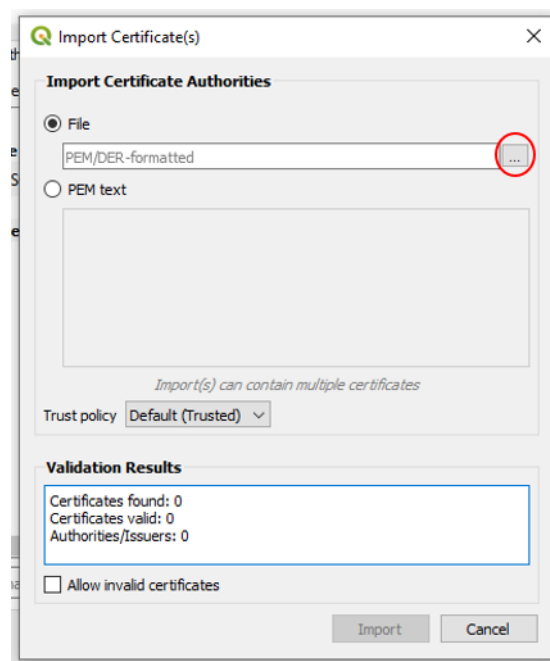 Import Certificate(s)
Import Certificate Authorities
File
PEM/DER-formatted
...
PEM text
Import(s) can contain multiple certificates
Trust policy Default (Trusted)
Validation Results
Certificates found: 0
Certificates valid: 0
Authorities/Issuers: 0
Allow invalid certificates
Import Cancel